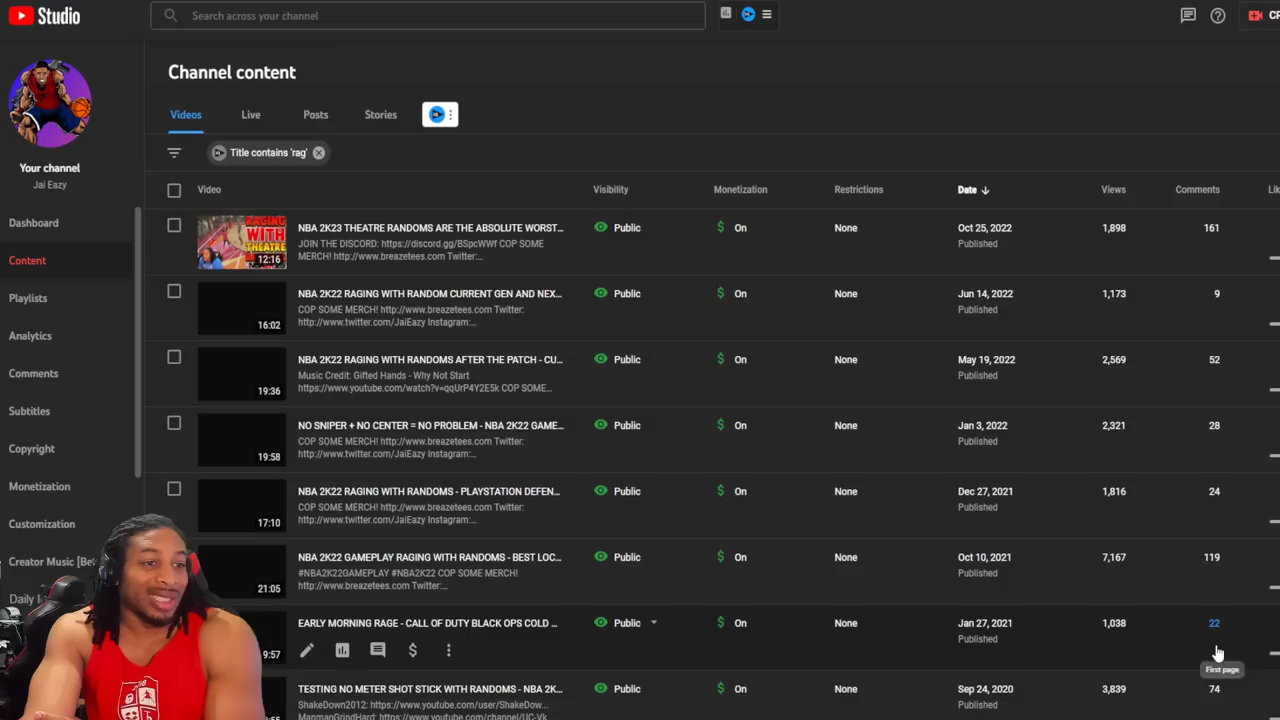 Studio
Search across your channel
Channel content
Videos Live Posts Stories
Title contains 'rag'
Your channel
Jai Eazy
Dashboard
Content
Playlists
Analytics
Comments
Subtitles
Copyright
Monetization
Customization
Creator Music [Be
Video Visibility Monetization Restrictions Date Views Comments Lik
RAGING
WITH
THEATRE
12:16
NBA 2K23 THEATRE RANDOMS ARE THE ABSOLUTE WORST... Public $ On None Oct 25, 2022 1,898 161
JOIN THE DISCORD: https://discord.gg/BSpcWWf COP SOME Published
MERCH! http://www.breazetees.com Twitter:...
16:02
NBA 2K22 RAGING WITH RANDOM CURRENT GEN AND NEX... Public $ On None Jun 14, 2022 1,173 9
COP SOME MERCH! http://www.breazetees.com Twitter: Published
http://www.twitter.com/JaiEazy Instagram:...
19:36
NBA 2K22 RAGING WITH RANDOMS AFTER THE PATCH - CU... Public $ On None May 19, 2022 2,569 52
Music Credit: Gifted Hands - Why Not Start Published
https://www.youtube.com/watch?v=qqUrP4Y2E5k COP SOME...
19:58
NO SNIPER + NO CENTER = NO PROBLEM - NBA 2K22 GAME... Public $ On None Jan 3, 2022 2,321 28
COP SOME MERCH! http://www.breazetees.com Twitter: Published
http://www.twitter.com/JaiEazy Instagram:...
17:10
NBA 2K22 RAGING WITH RANDOMS - PLAYSTATION DEFEN... Public $ On None Dec 27, 2021 1,816 24
COP SOME MERCH! http://www.breazetees.com Twitter: Published
http://www.twitter.com/JaiEazy Instagram:...
21:05
NBA 2K22 GAMEPLAY RAGING WITH RANDOMS - BEST LOC... Public $ On None Oct 10, 2021 7,167 119
#NBA2K22GAMEPLAY #NBA2K22 COP SOME MERCH! Published
http://www.breazetees.com Twitter:...
9:57
EARLY MORNING RAGE - CALL OF DUTY BLACK OPS COLD ... Public $ On None Jan 27, 2021 1,038 22
Published
First page
TESTING NO METER SHOT STICK WITH RANDOMS - NBA 2K... Public $ On None Sep 24, 2020 3,839 74
ShakeDown2012: https://www.youtube.com/user/ShakeDow... Published